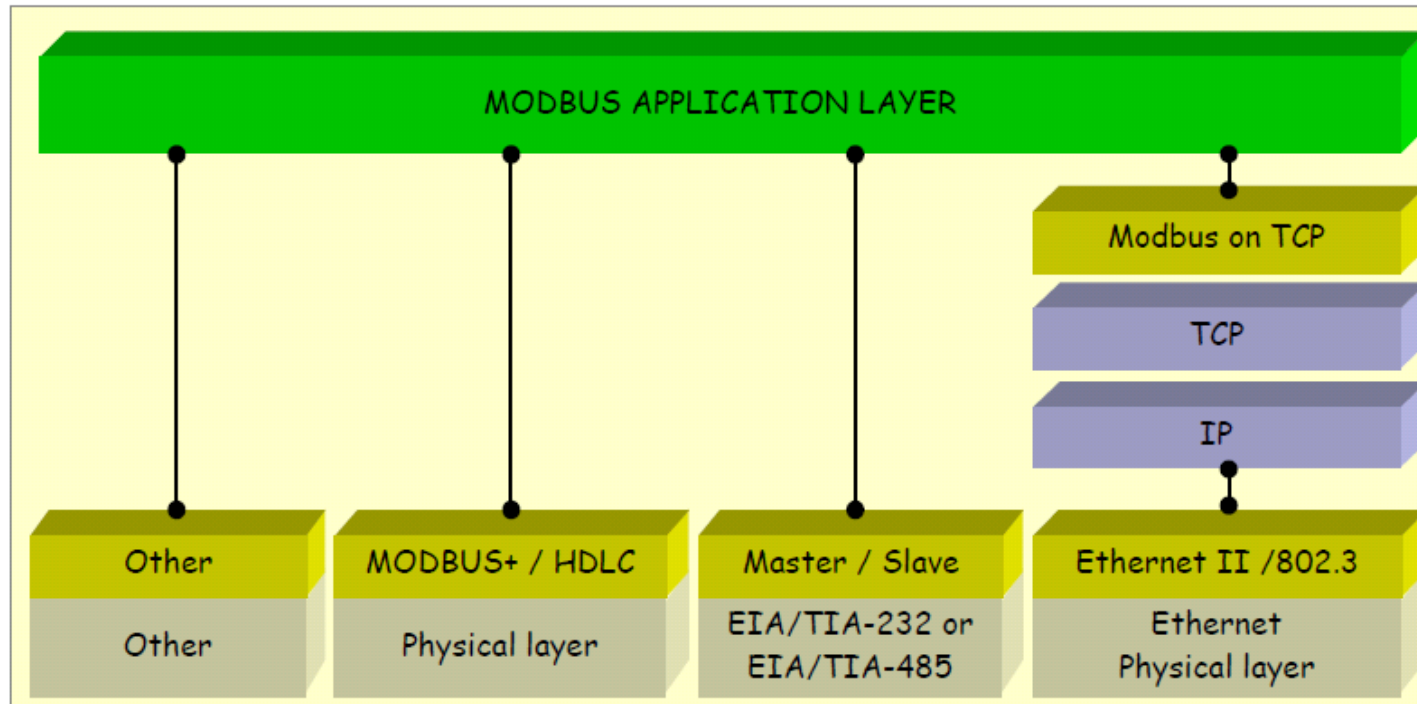 MODBUS APPLICATION LAYER
Modbus on TCP
TCP
IP
Other
MODBUS+ / HDLC
Master / Slave
Ethernet II /802.3
Other
Physical layer
EIA/TIA-232 or
EIA/TIA-485
Ethernet
Physical layer